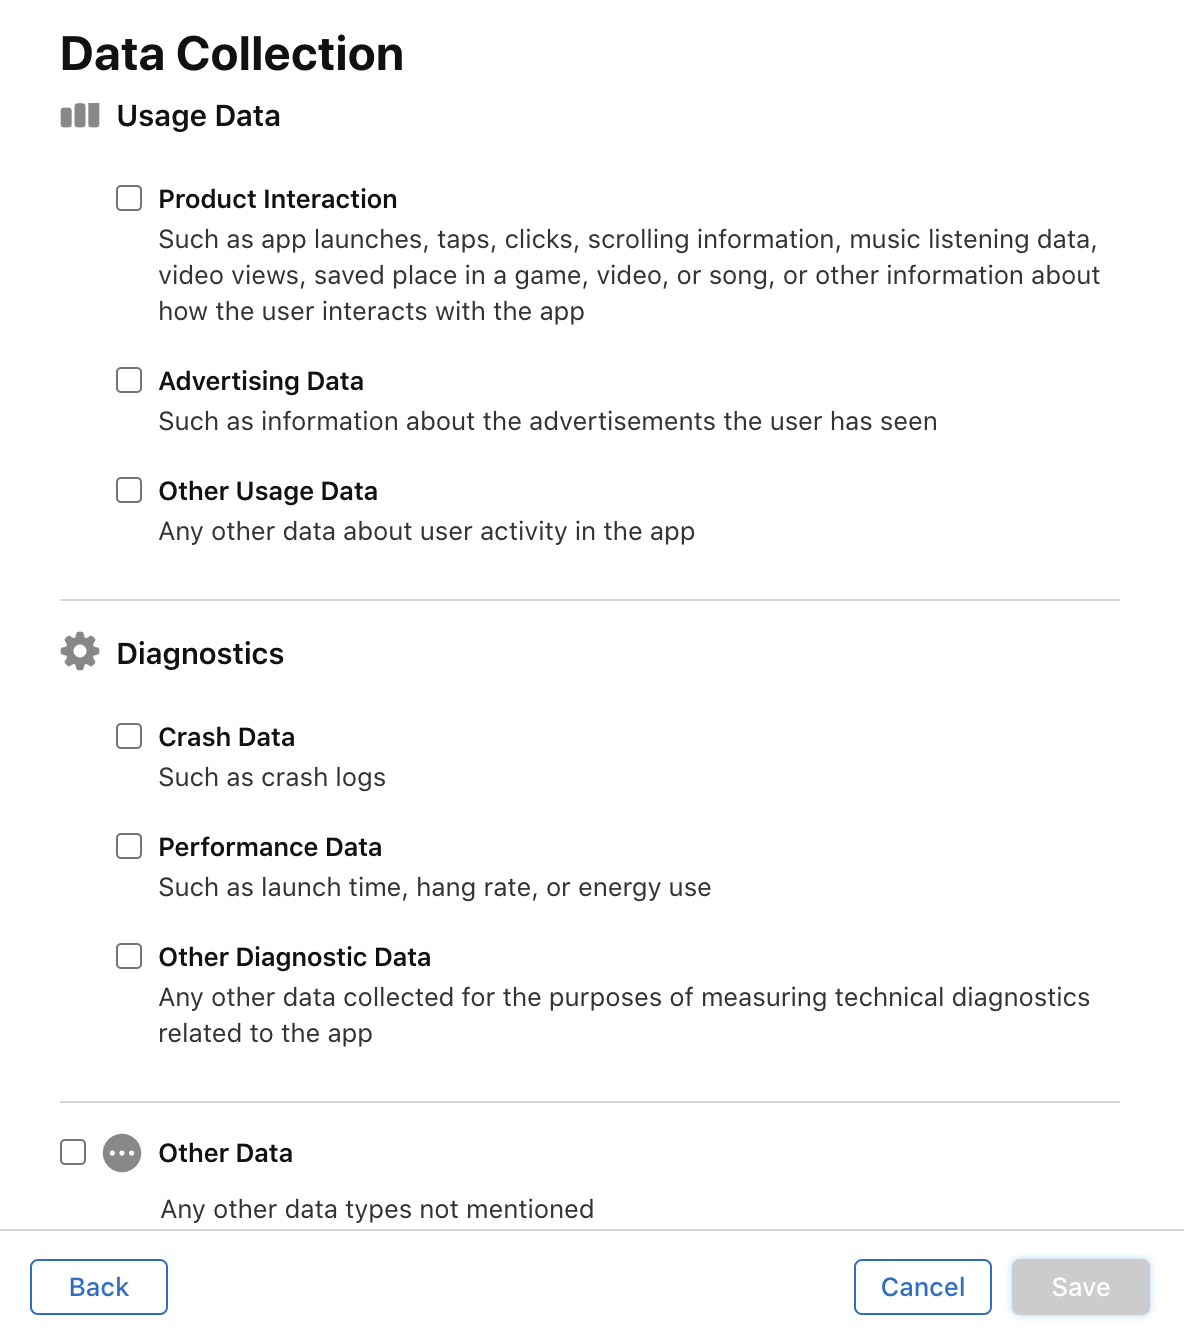 Data Collection
Usage Data
Product Interaction
Such as app launches, taps, clicks, scrolling information, music listening data,
video views, saved place in a game, video, or song, or other information about
how the user interacts with the app
Advertising Data
Such as information about the advertisements the user has seen
Other Usage Data
Any other data about user activity in the app
Diagnostics
Crash Data
Such as crash logs
Performance Data
Such as launch time, hang rate, or energy use
Other Diagnostic Data
Any other data collected for the purposes of measuring technical diagnostics
related to the app
Other Data
Any other data types not mentioned
Back
Cancel
Save